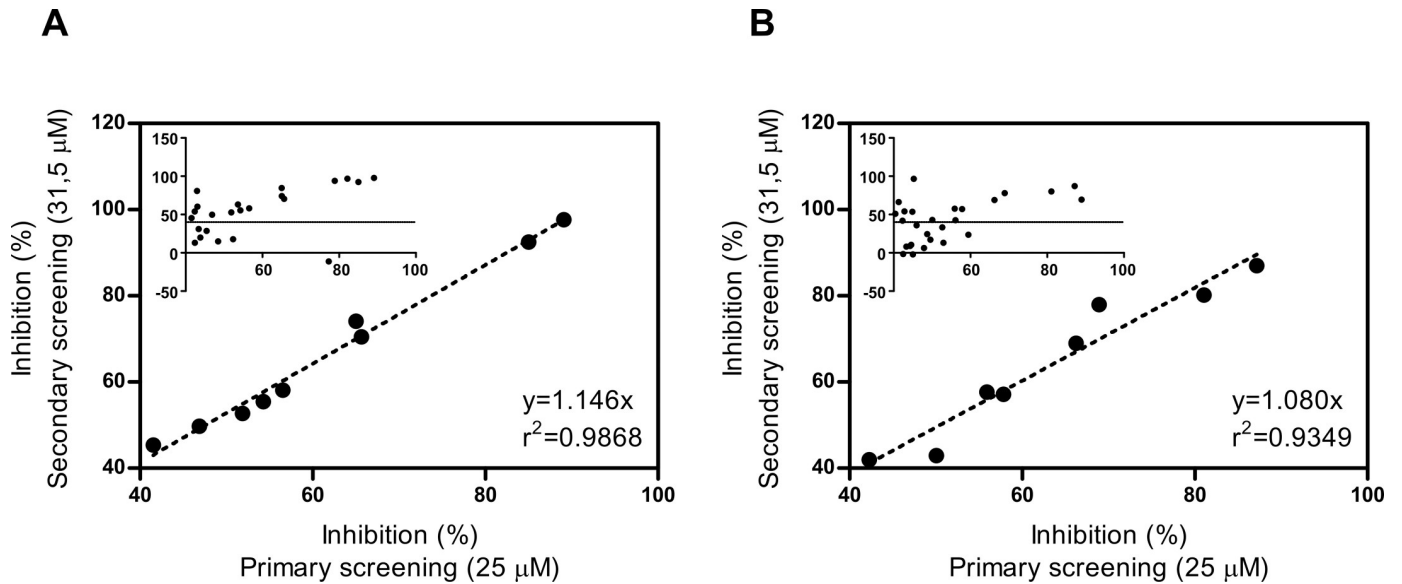 A
Inhibition (%)
Secondary screening (31,5 μM)
120
100
80
60
40
40 60 80 100
150
100
50
0
-50
60 80 100
y=1.146x
r²=0.9868
Inhibition (%)
Primary screening (25 μM)
B
Inhibition (%)
Secondary screening (31,5 μM)
120
100
80
60
40
40 60 80 100
150
100
50
0
-50
60 80 100
y=1.080x
r²=0.9349
Inhibition (%)
Primary screening (25 μM)